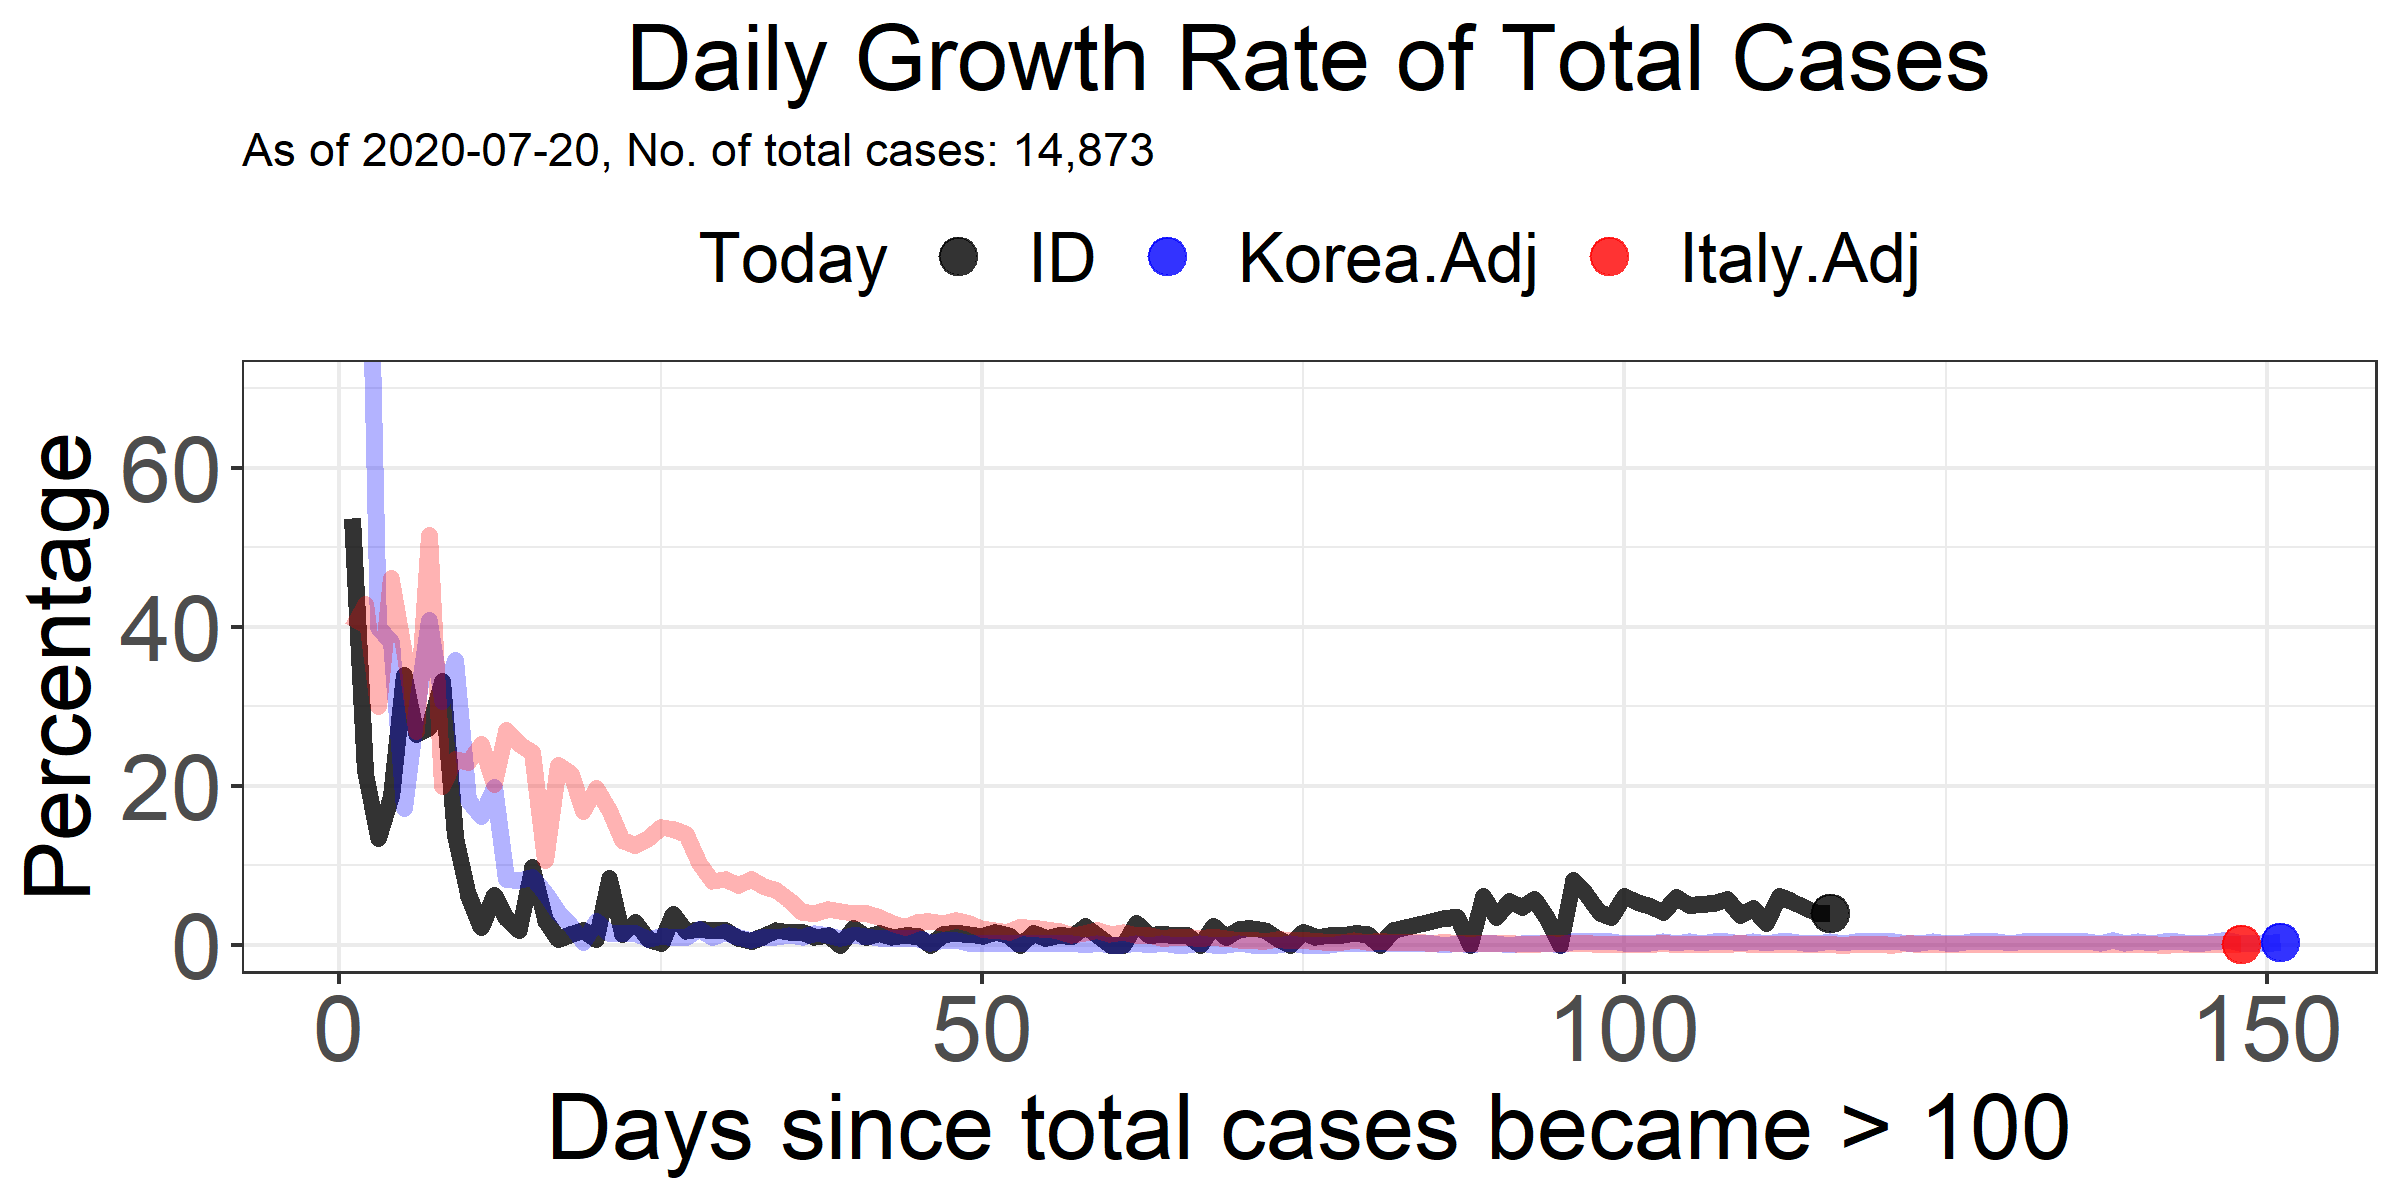 Daily Growth Rate of Total Cases
As of 2020-07-20, No. of total cases: 14,873
Today ID Korea.Adj Italy.Adj
Percentage
60
40
20
0
0 50 100 150
Days since total cases became > 100